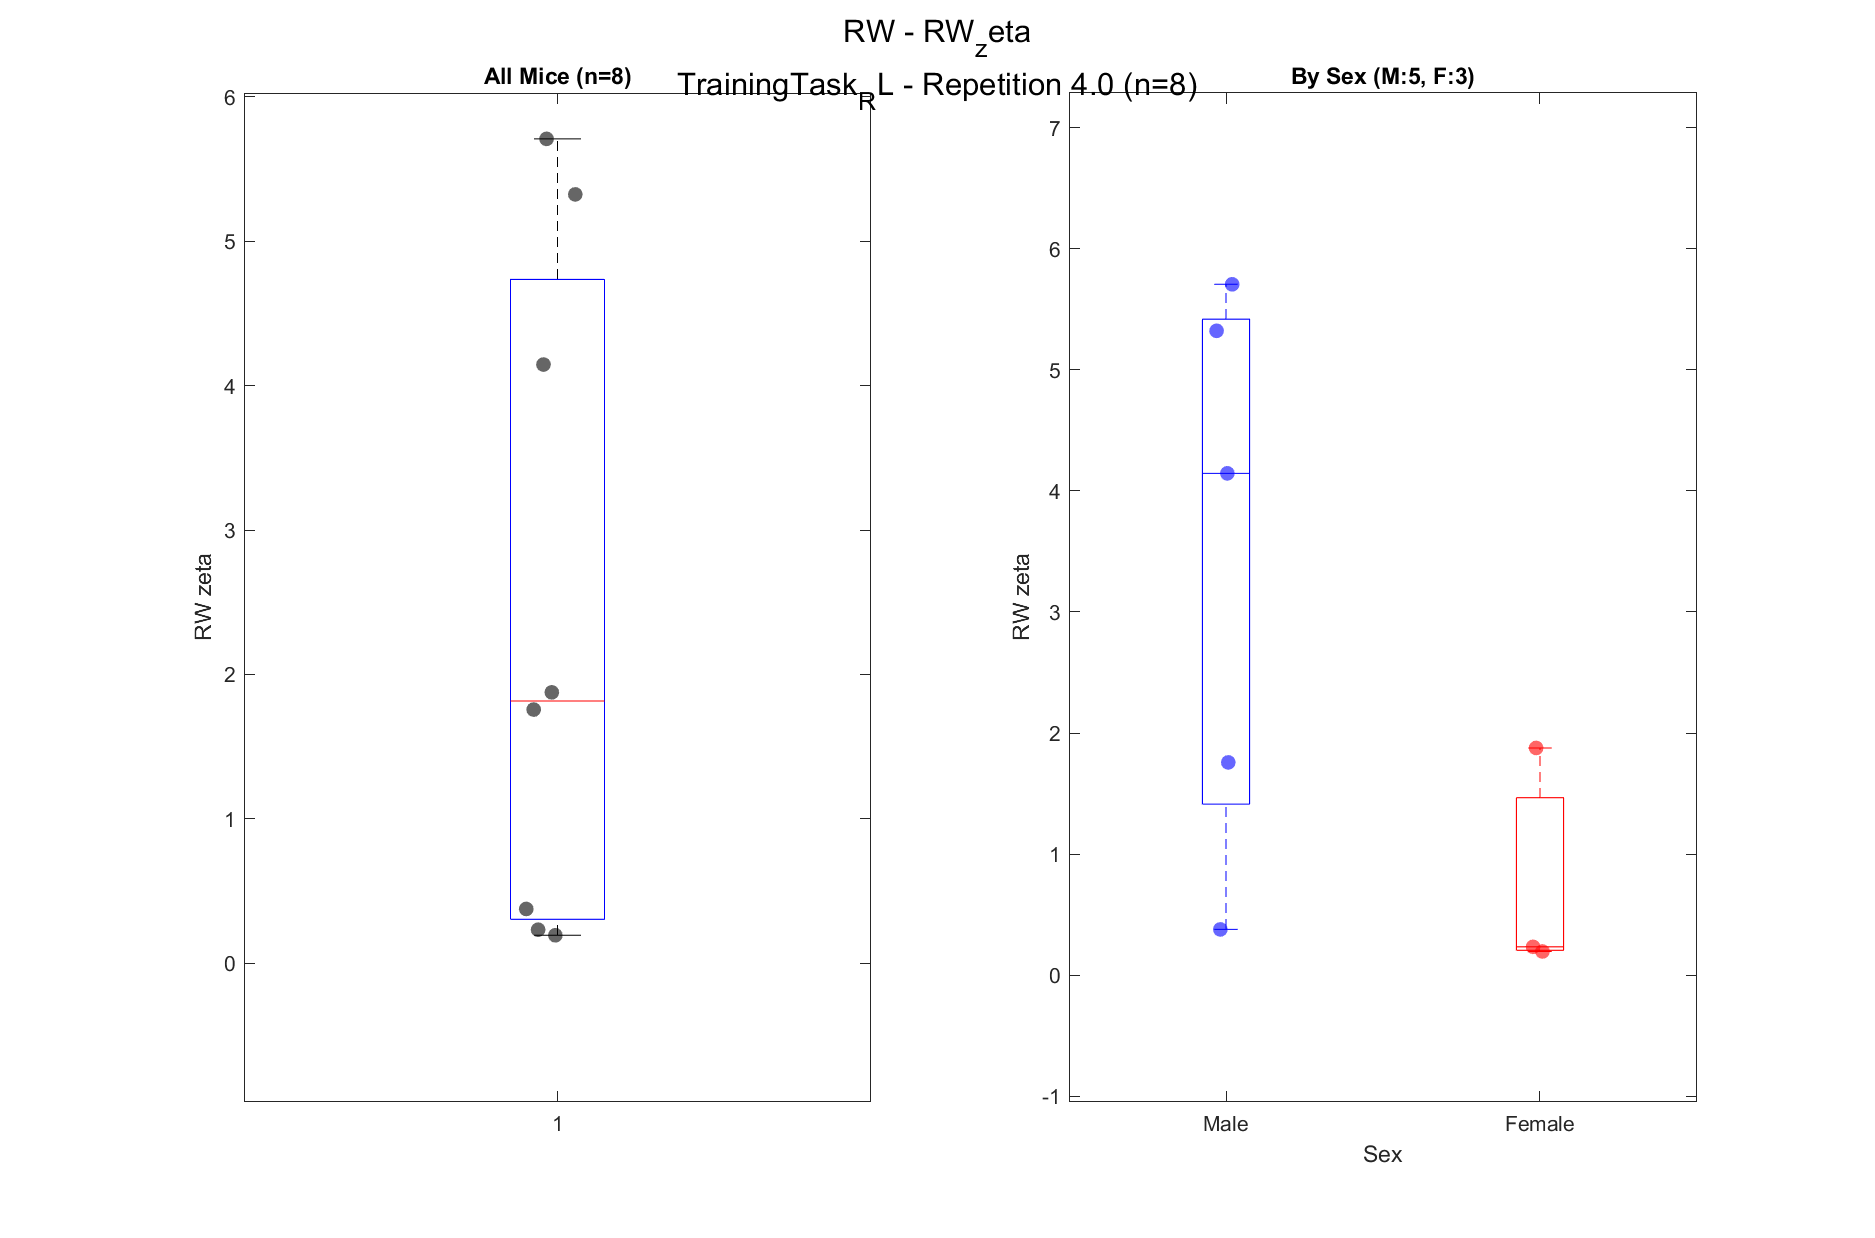 RW - RW_zeta
TrainingTask_RL - Repetition 4.0 (n=8)
All Mice (n=8)
6
5
4
3
2
1
0
RW zeta
1
By Sex (M:5, F:3)
7
6
5
4
3
2
1
0
-1
RW zeta
Male
Female
Sex